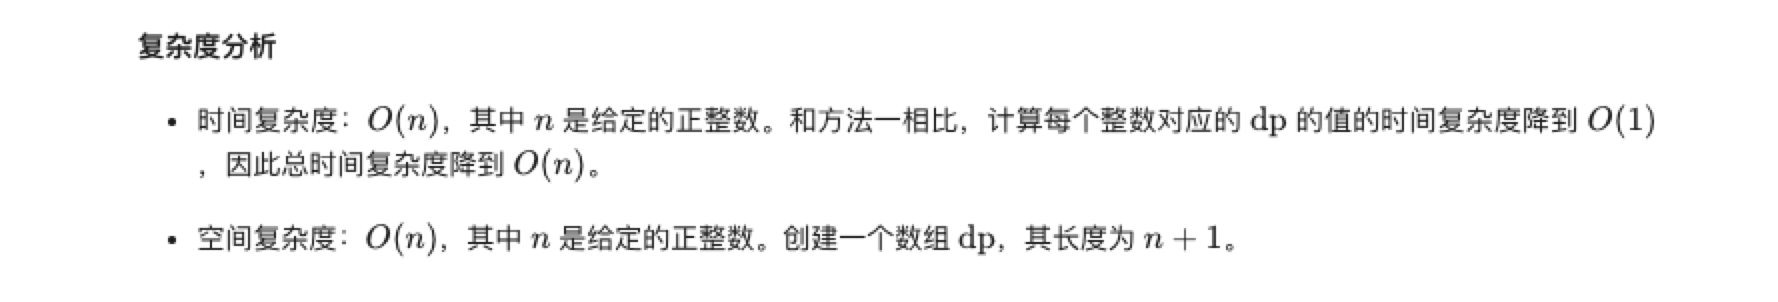 复杂度分析
• 时间复杂度：O(n)，其中 n 是给定的正整数。和方法一相比，计算每个整数对应的 dp 的值的时间复杂度降到 O(1)
，因此总时间复杂度降到 O(n)。
• 空间复杂度：O(n)，其中 n 是给定的正整数。创建一个数组 dp，其长度为 n + 1。